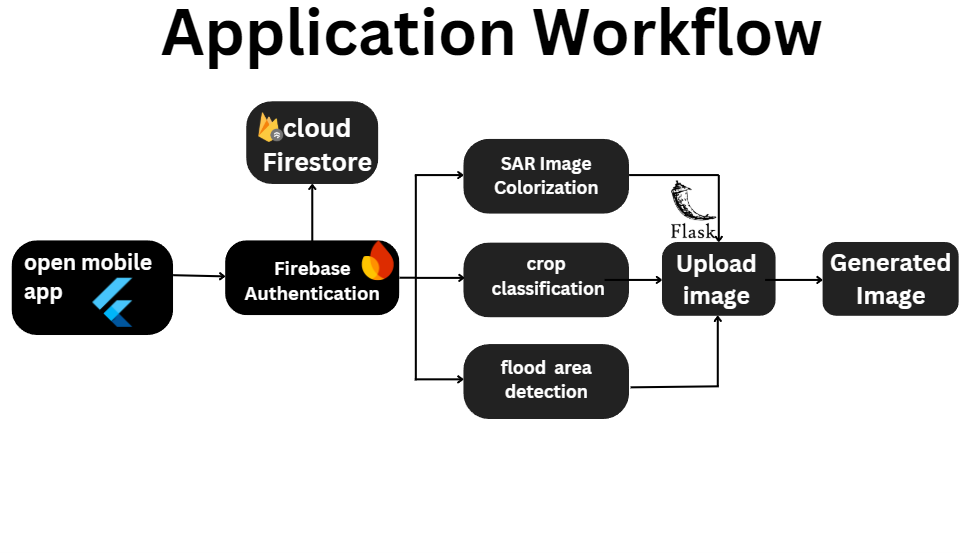 Application Workflow
cloud
Firestore
open mobile
app
Firebase
Authentication
SAR Image
Colorization
crop
classification
flood area
detection
Flask
Upload
image
Generated
Image